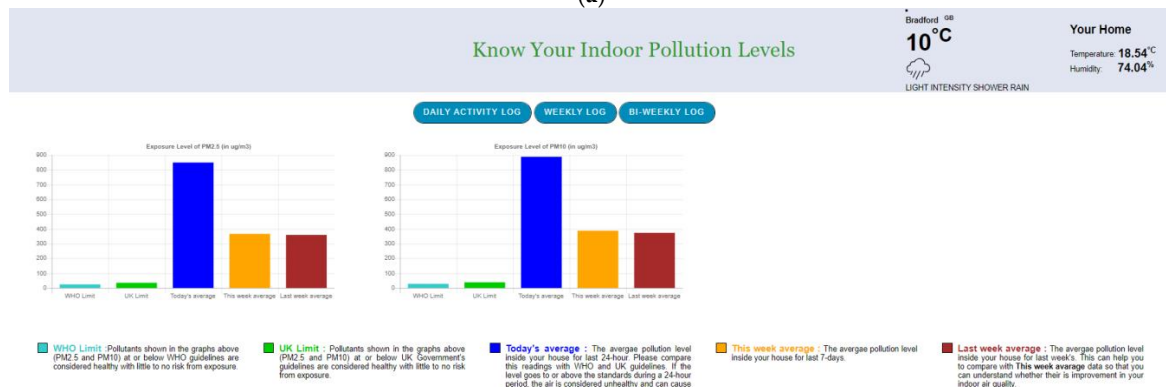 (a)
Bradford GB
10°C
LIGHT INTENSITY SHOWER RAIN
Know Your Indoor Pollution Levels
Your Home
Temperature: 18.54°C
Humidity: 74.04%
DAILY ACTIVITY LOG
WEEKLY LOG
BI-WEEKLY LOG
Exposure Level of PM2.5 (in ug/m3)
900
800
700
600
500
400
300
200
100
0
WHO Limit
UK Limit
Today's average
This week average
Last week average
Exposure Level of PM10 (in ug/m3)
900
800
700
600
500
400
300
200
100
0
WHO Limit
UK Limit
Today's average
This week average
Last week average
WHO Limit :Pollutants shown in the graphs above
(PM2.5 and PM10) at or below WHO guidelines are
considered healthy with little to no risk from exposure.
UK Limit : Pollutants shown in the graphs above
(PM2.5 and PM10) at or below UK Government's
guidelines are considered healthy with little to no risk
from exposure.
Today's average : The avergae pollution level
inside your house for last 24-hour. Please compare
this readings with WHO and UK guidelines. If the
level goes to or above the standards during a 24-hour
period, the air is considered unhealthy and can cause
This week average : The avergae pollution level
inside your house for last 7-days.
Last week average : The avergae pollution level
inside your house for last week's. This can help you
to compare with This week avarage data so that you
can understand whether their is improvement in your
indoor air quality.